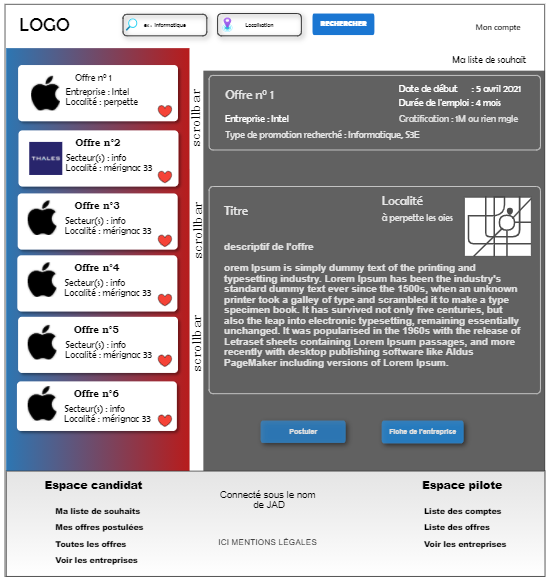 LOGO
ex : Informatique
Localisation
RECHERCHER
Mon compte
Ma liste de souhait
Offre n° 1
Entreprise : Intel
Localité : perpette
THALES
Offre n°2
Secteur(s) : info
Localité : mérignac 33
Offre n°3
Secteur(s) : info
Localité : mérignac 33
Offre n°4
Secteur(s) : info
Localité : mérignac 33
Offre n°5
Secteur(s) : info
Localité : mérignac 33
Offre n°6
Secteur(s) : info
Localité : mérignac 33
scrollbar
scrollbar
scrollbar
Offre n° 1
Date de début : 5 avril 2021
Durée de l'emploi : 4 mois
Entreprise : Intel
Gratification : 1M ou rien mgle
Type de promotion recherché : Informatique, S3E
Titre
Localité
à perpette les oies
descriptif de l'offre
orem Ipsum is simply dummy text of the printing and
typesetting industry. Lorem Ipsum has been the industry's
standard dummy text ever since the 1500s, when an unknown
printer took a galley of type and scrambled it to make a type
specimen book. It has survived not only five centuries, but
also the leap into electronic typesetting, remaining essentially
unchanged. It was popularised in the 1960s with the release of
Letraset sheets containing Lorem Ipsum passages, and more
recently with desktop publishing software like Aldus
PageMaker including versions of Lorem Ipsum.
Postuler
Fiche de l'entreprise
Espace candidat
Ma liste de souhaits
Mes offres postulées
Toutes les offres
Voir les entreprises
Connecté sous le nom
de JAD
ICI MENTIONS LÉGALES
Espace pilote
Liste des comptes
Liste des offres
Voir les entreprises